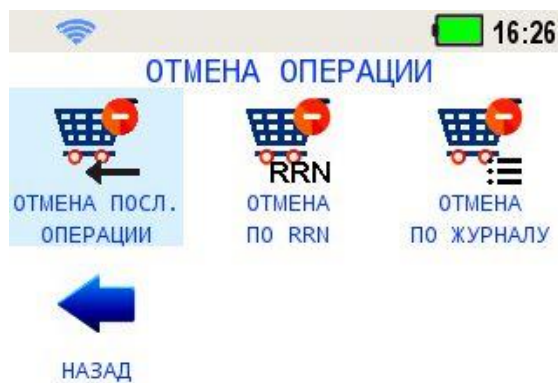 16:26
ОТМЕНА ОПЕРАЦИИ
RRN
ОТМЕНА ПОСЛ.
ОПЕРАЦИИ
ОТМЕНА
ПО RRN
ОТМЕНА
ПО ЖУРНАЛУ
НАЗАД